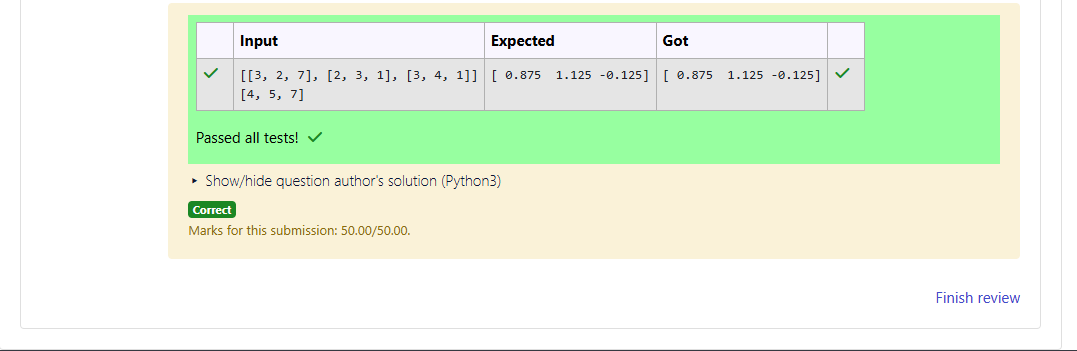 Input Expected Got
[[3, 2, 7], [2, 3, 1], [3, 4, 1]] [ 0.875  1.125 -0.125] [ 0.875  1.125 -0.125]
[4, 5, 7]
Passed all tests!
Show/hide question author's solution (Python3)
Correct
Marks for this submission: 50.00/50.00.
Finish review